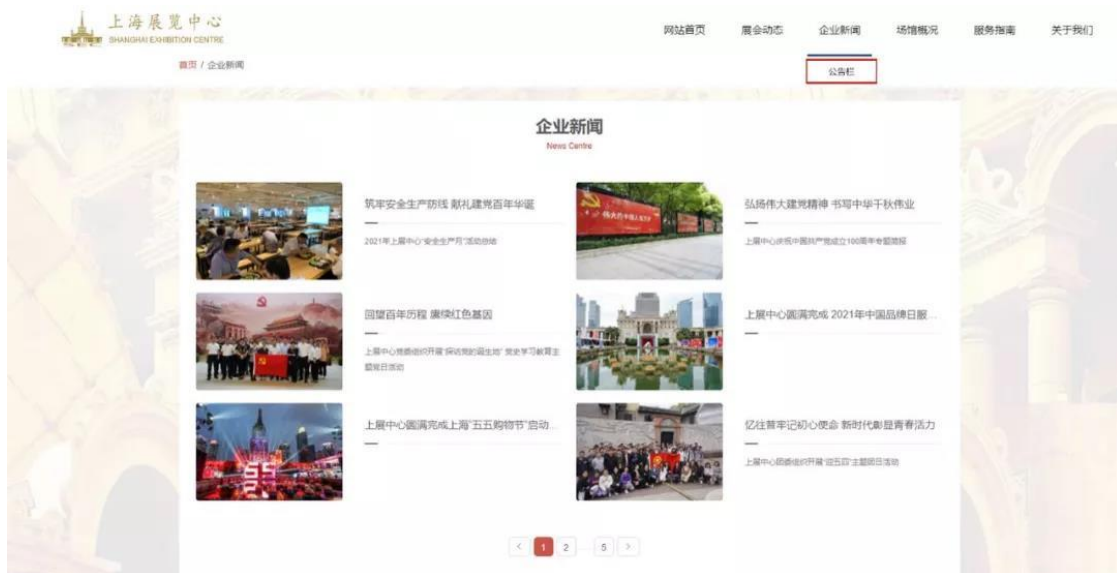 上海展览中心
SHANGHAI EXHIBITION CENTRE
网站首页 展会动态 企业新闻 场馆概况 服务指南 关于我们
首页 / 企业新闻
公告栏
企业新闻
News Centre
筑牢安全生产防线 献礼建党百年华诞
2021年上展中心“安全生产月”活动总结
弘扬伟大建党精神 书写中华千秋伟业
上展中心庆祝中国共产党成立100周年专题简报
回望百年历程 赓续红色基因
上展中心党委组织开展“探访党的诞生地” 党史学习教育主
题党日活动
上展中心圆满完成 2021年中国品牌日服...
上展中心圆满完成上海“五五购物节”启动...
忆往昔牢记初心使命 新时代彰显青春活力
上展中心团委组织开展“迎五四”主题团日活动
< 1 2 ... 5 >